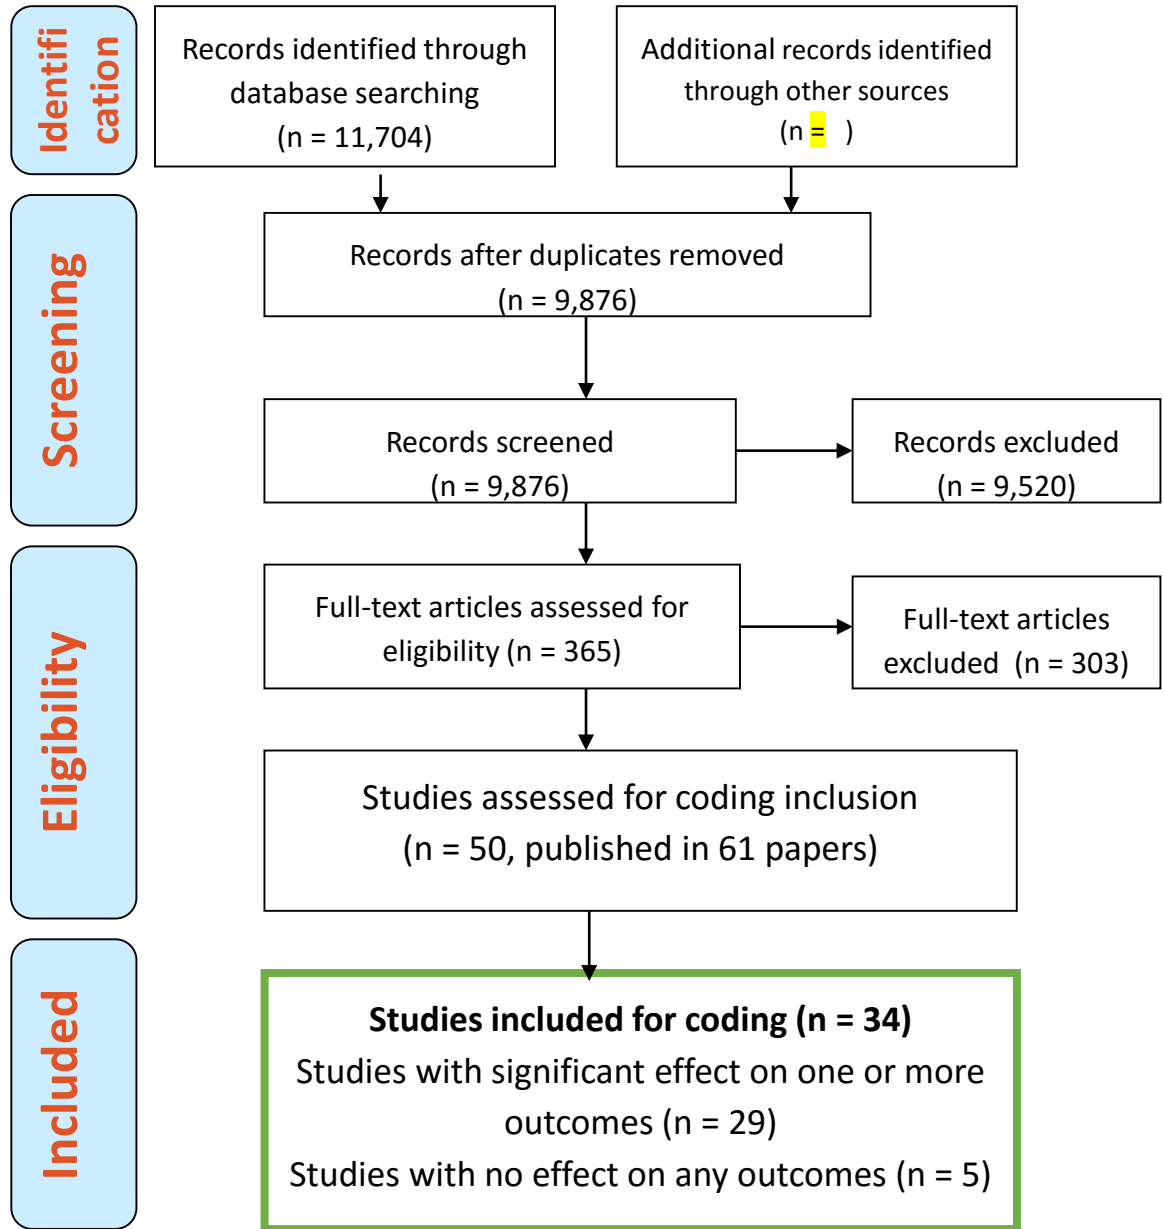 Identifi
cation
Records identified through
database searching
(n = 11,704)
Additional records identified
through other sources
(n = )
Screening
Records after duplicates removed
(n = 9,876)
Records screened
(n = 9,876)
Records excluded
(n = 9,520)
Eligibility
Full-text articles assessed for
eligibility (n = 365)
Full-text articles
excluded (n = 303)
Studies assessed for coding inclusion
(n = 50, published in 61 papers)
Included
Studies included for coding (n = 34)
Studies with significant effect on one or more
outcomes (n = 29)
Studies with no effect on any outcomes (n = 5)